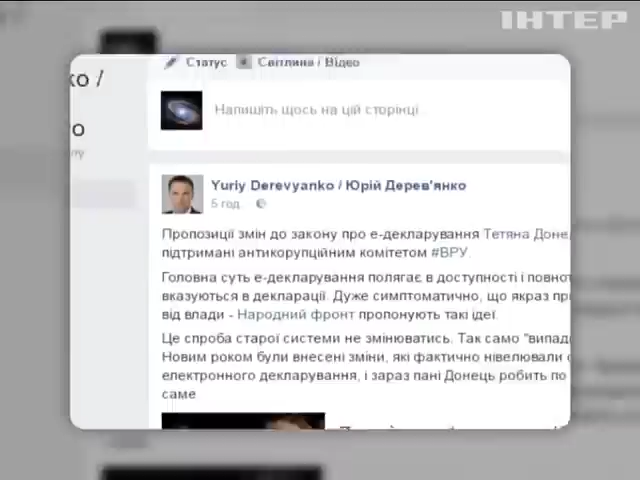 ІНТЕР
ко /
го
Статус Світлина / Відео
Напишіть щось на цій сторінці
Yuriy Derevyanko / Юрій Дерев'янко
5 год.
Пропозиції змін до закону про е-декларування Тетяна Донец
підтримані антикорупційним комітетом #ВРУ.
Головна суть е-декларування полягає в доступності і повнот
вказуються в декларації. Дуже симптоматично, що якраз пр
від влади - Народний фронт пропонують такі ідеї.
Це спроба старої системи не змінюватись. Так само "випад
Новим роком були внесені зміни, які фактично нівелювали с
електронного декларування, і зараз пані Донець робить по
саме